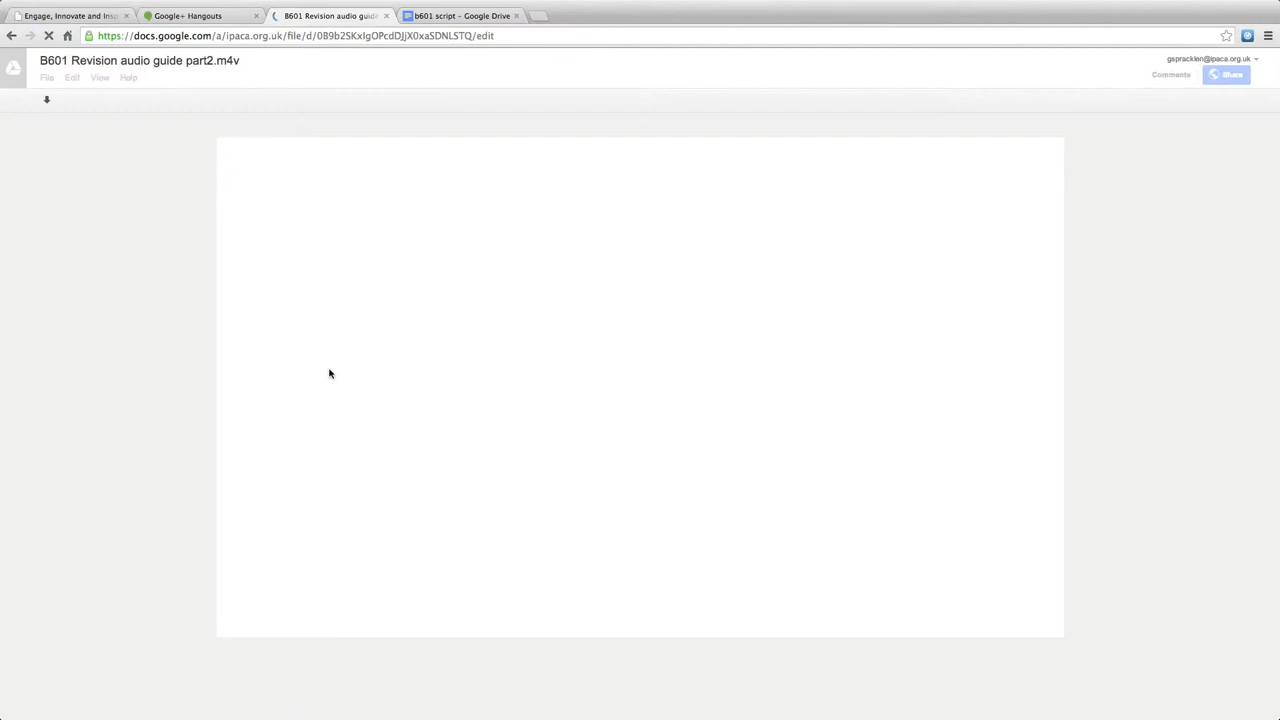 Engage, Innovate and Insp
Google+ Hangouts
B601 Revision audio guide
b601 script - Google Drive
https://docs.google.com/a/ipaca.org.uk/file/d/0B9b2SKxIgOPcdDJjX0xaSDNLSTQ/edit
B601 Revision audio guide part2.m4v
gspracklen@ipaca.org.uk
File Edit View Help
Comments
Share